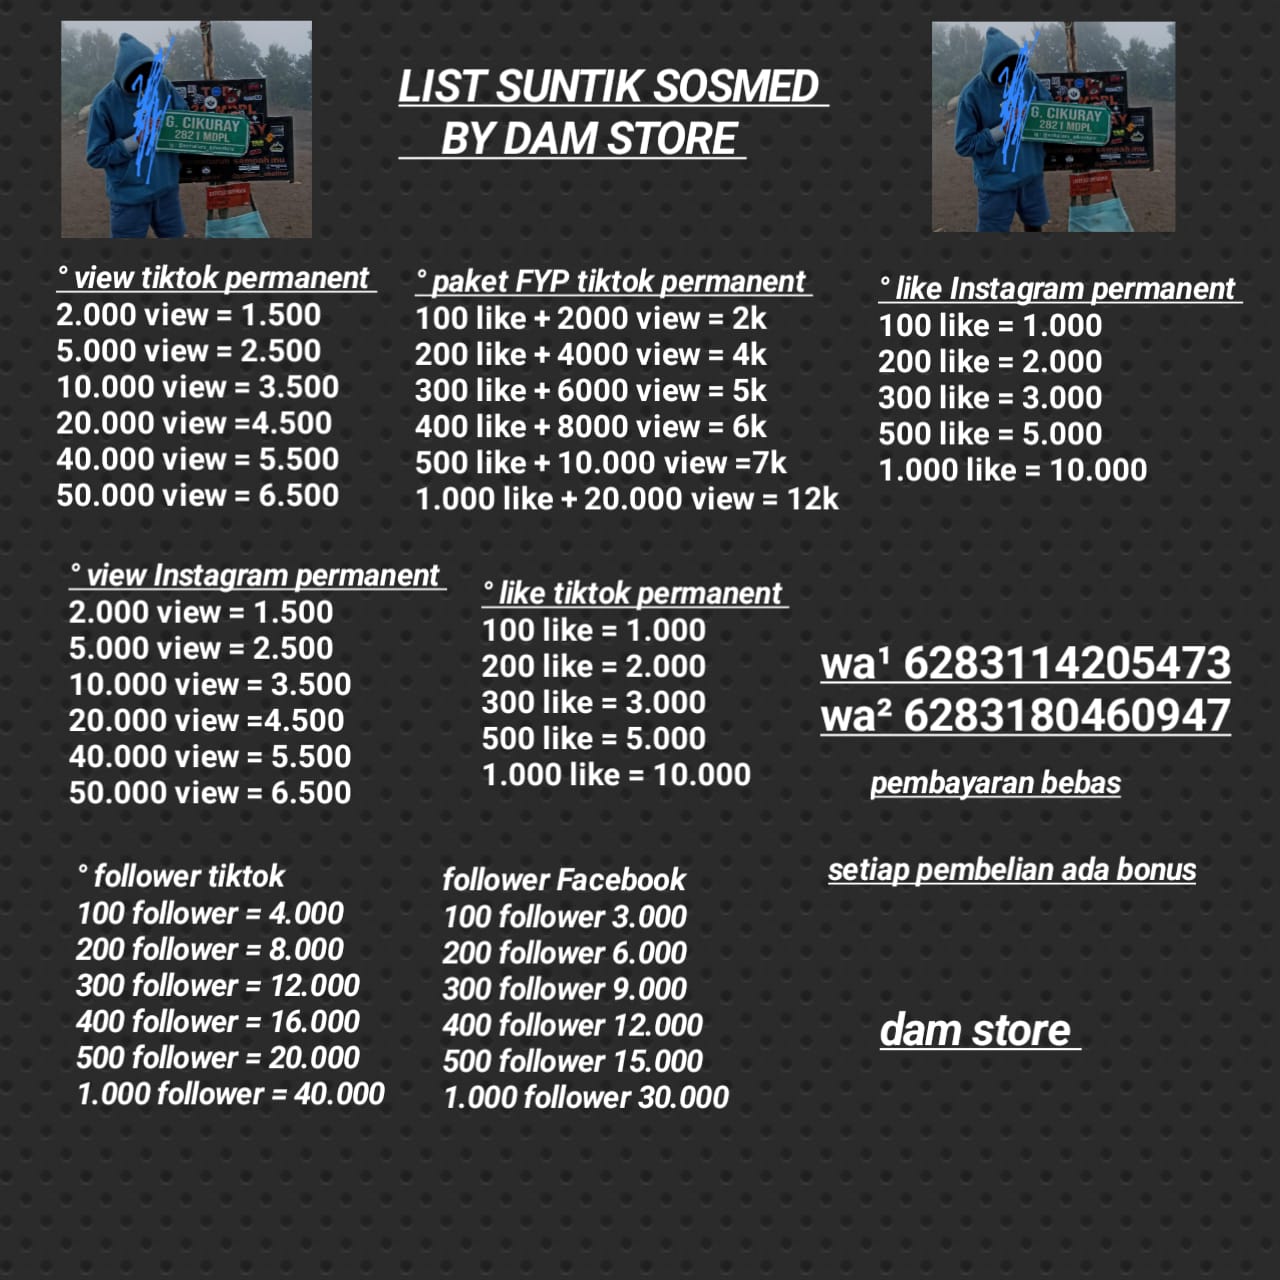 LIST SUNTIK SOSMED
BY DAM STORE
G. CIKURAY
2821 MDPL
G. CIKURAY
2821 MDPL
° view tiktok permanent
2.000 view = 1.500
5.000 view = 2.500
10.000 view = 3.500
20.000 view =4.500
40.000 view = 5.500
50.000 view = 6.500
° paket FYP tiktok permanent
100 like + 2000 view = 2k
200 like + 4000 view = 4k
300 like + 6000 view = 5k
400 like + 8000 view = 6k
500 like + 10.000 view =7k
1.000 like + 20.000 view = 12k
° like Instagram permanent
100 like = 1.000
200 like = 2.000
300 like = 3.000
500 like = 5.000
1.000 like = 10.000
° view Instagram permanent
2.000 view = 1.500
5.000 view = 2.500
10.000 view = 3.500
20.000 view =4.500
40.000 view = 5.500
50.000 view = 6.500
° like tiktok permanent
100 like = 1.000
200 like = 2.000
300 like = 3.000
500 like = 5.000
1.000 like = 10.000
wa¹ 6283114205473
wa² 6283180460947
pembayaran bebas
setiap pembelian ada bonus
° follower tiktok
100 follower = 4.000
200 follower = 8.000
300 follower = 12.000
400 follower = 16.000
500 follower = 20.000
1.000 follower = 40.000
follower Facebook
100 follower 3.000
200 follower 6.000
300 follower 9.000
400 follower 12.000
500 follower 15.000
1.000 follower 30.000
dam store